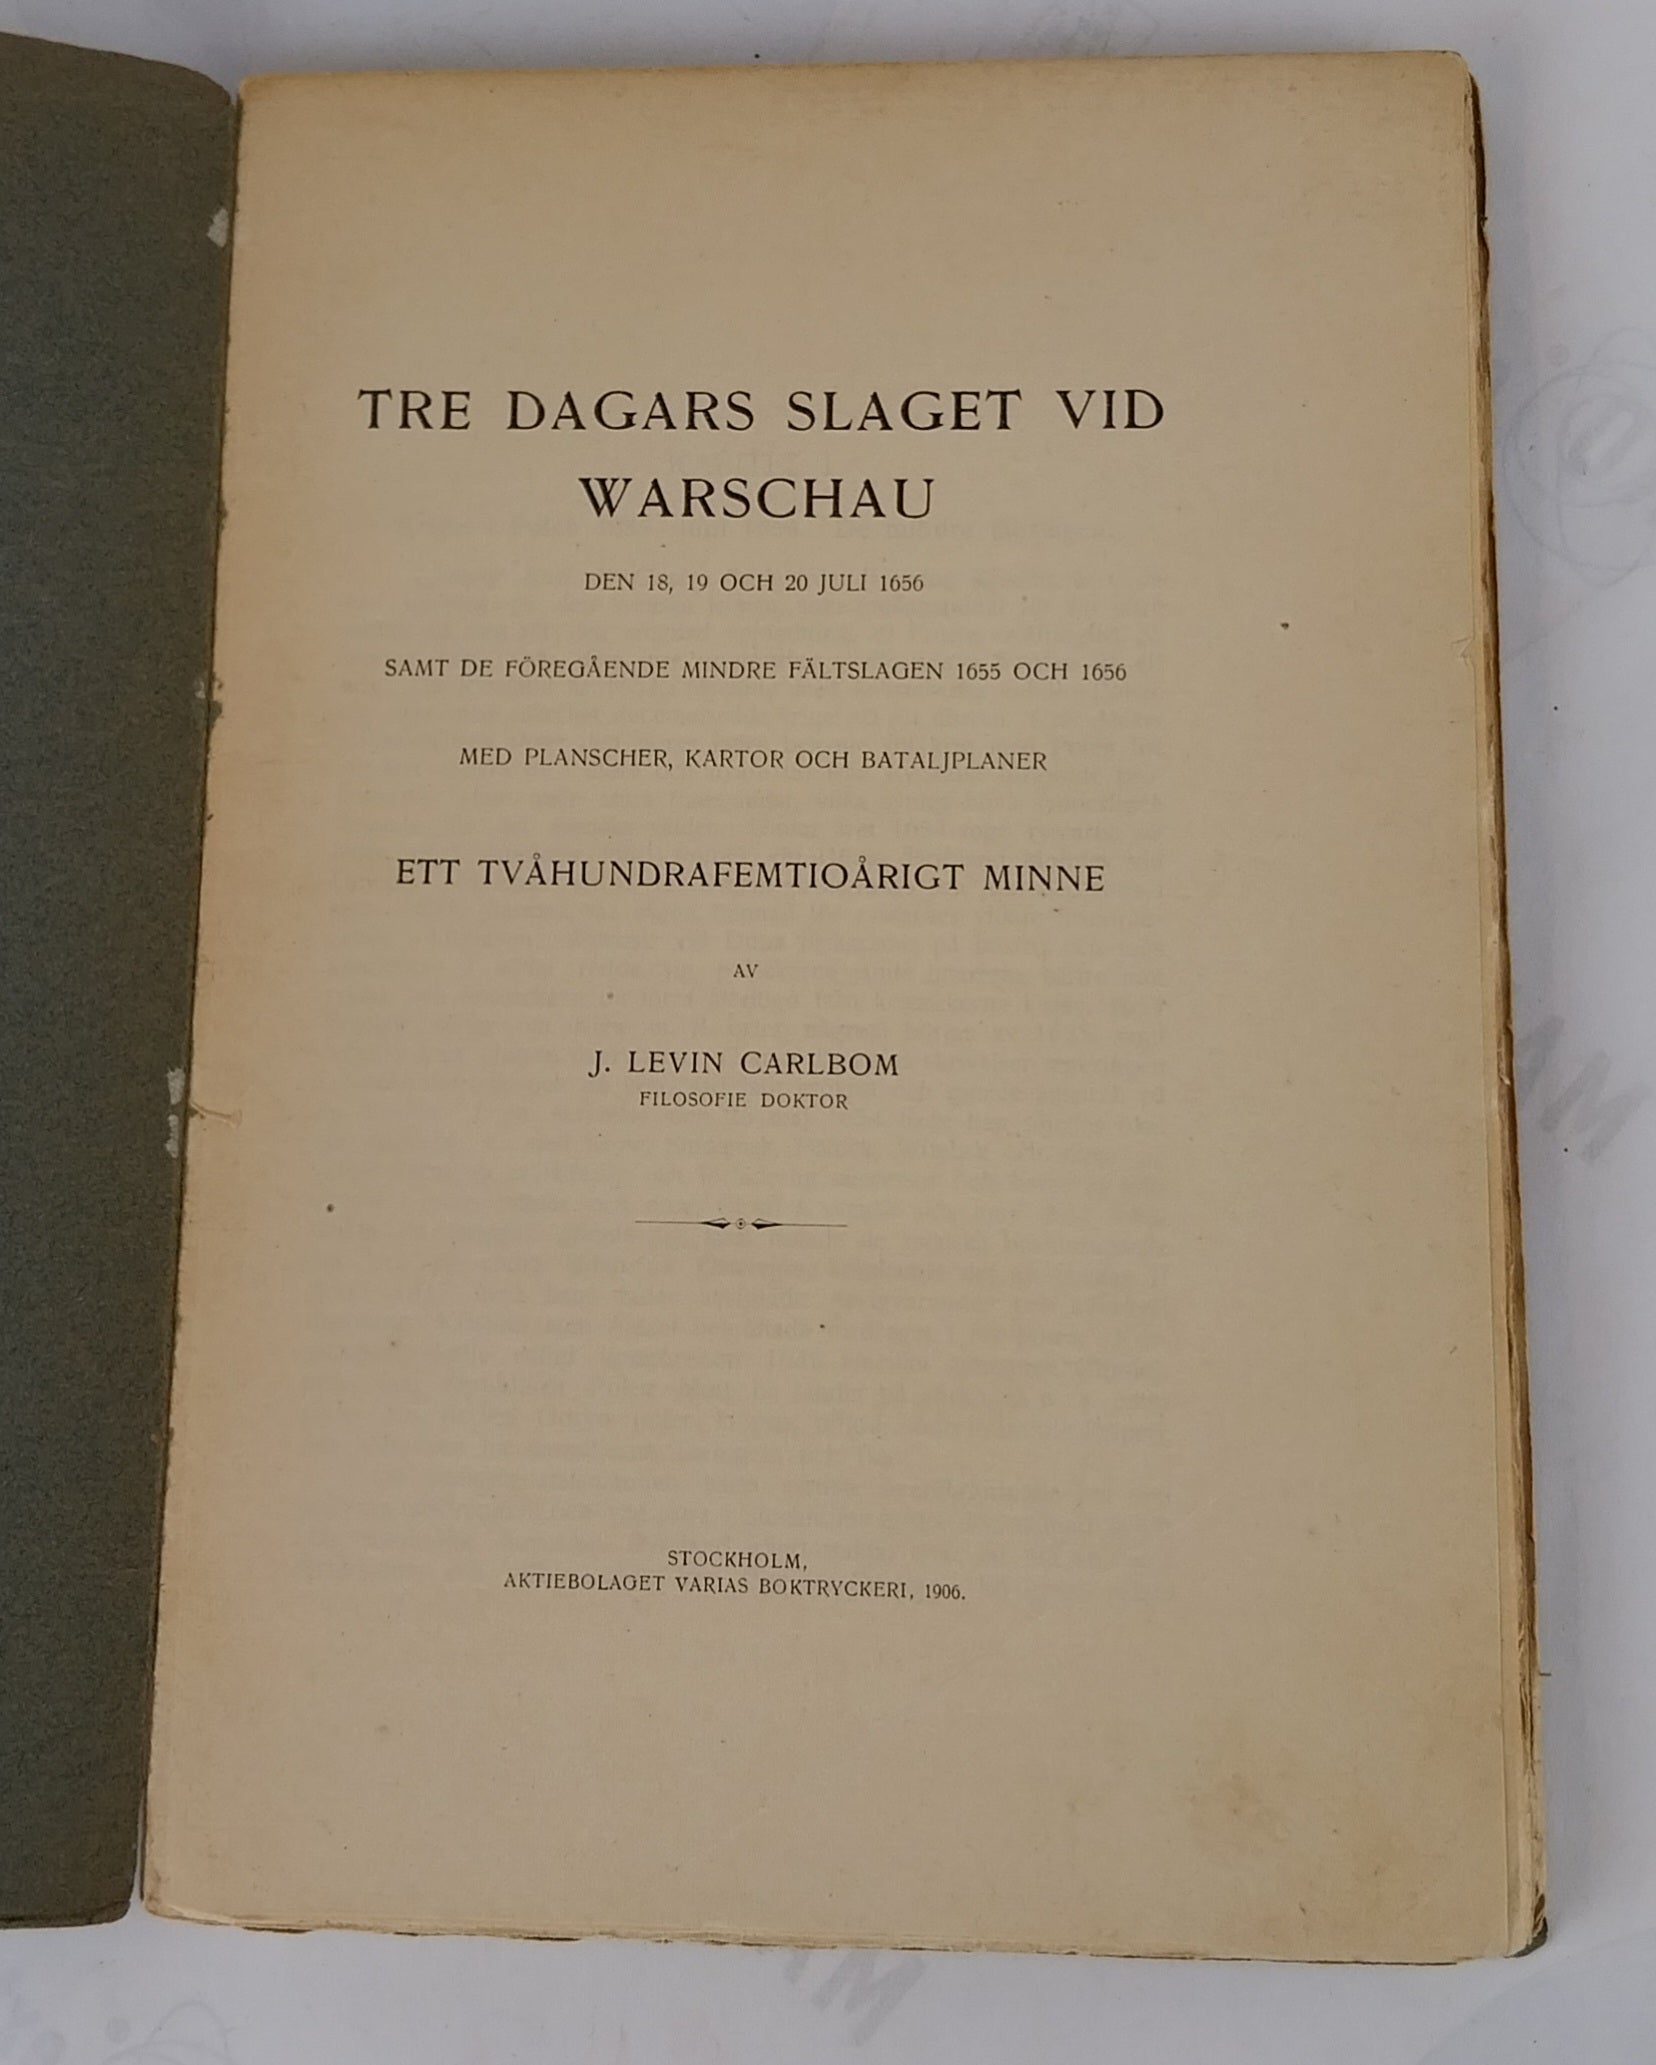 TRE DAGARS SLAGET VID
WARSCHAU
DEN 18, 19 OCH 20 JULI 1656
SAMT DE FÖREGÅENDE MINDRE FÄLTSLAGEN 1655 OCH 1656
MED PLANSCHER, KARTOR OCH BATALJPLANER
ETT TVÅHUNDRAFEMTIOÅRIGT MINNE
AV
J. LEVIN CARLBOM
FILOSOFIE DOKTOR
STOCKHOLM,
AKTIEBOLAGET VARIAS BOKTRYCKERI, 1906.